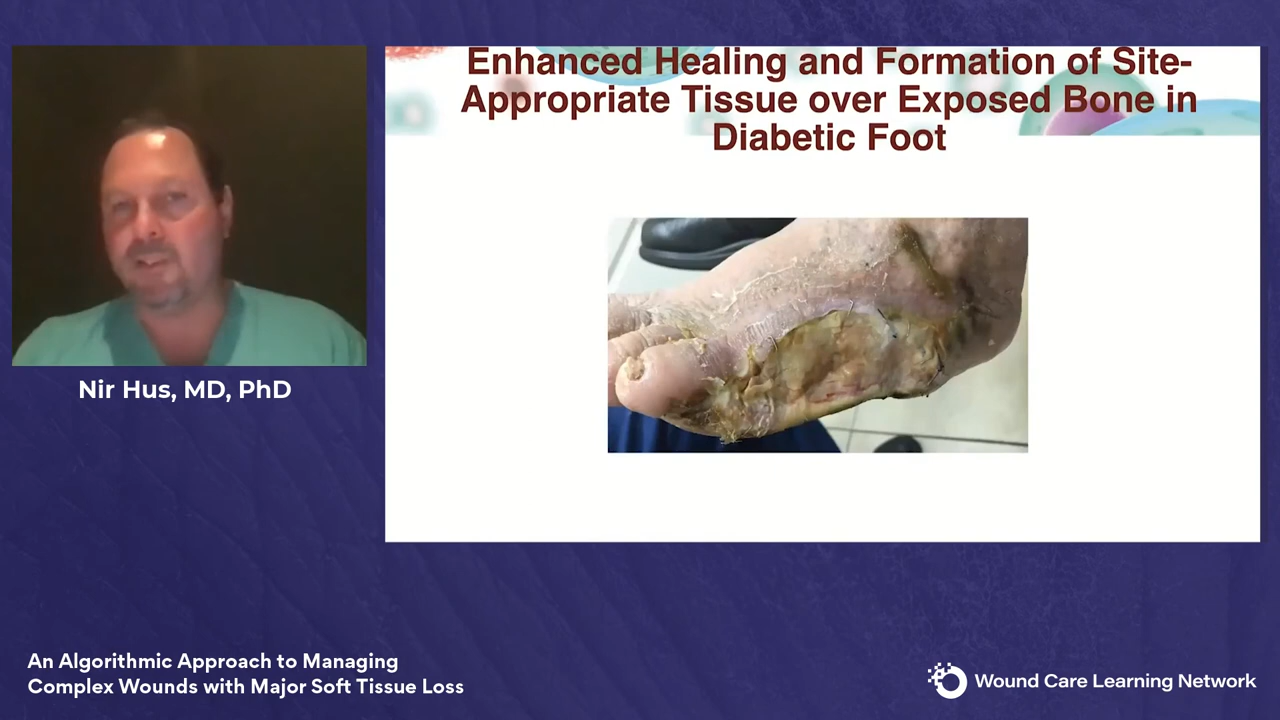 Enhanced Healing and Formation of Site-
Appropriate Tissue over Exposed Bone in
Diabetic Foot
Nir Hus, MD, PhD
An Algorithmic Approach to Managing
Complex Wounds with Major Soft Tissue Loss
Wound Care Learning Network